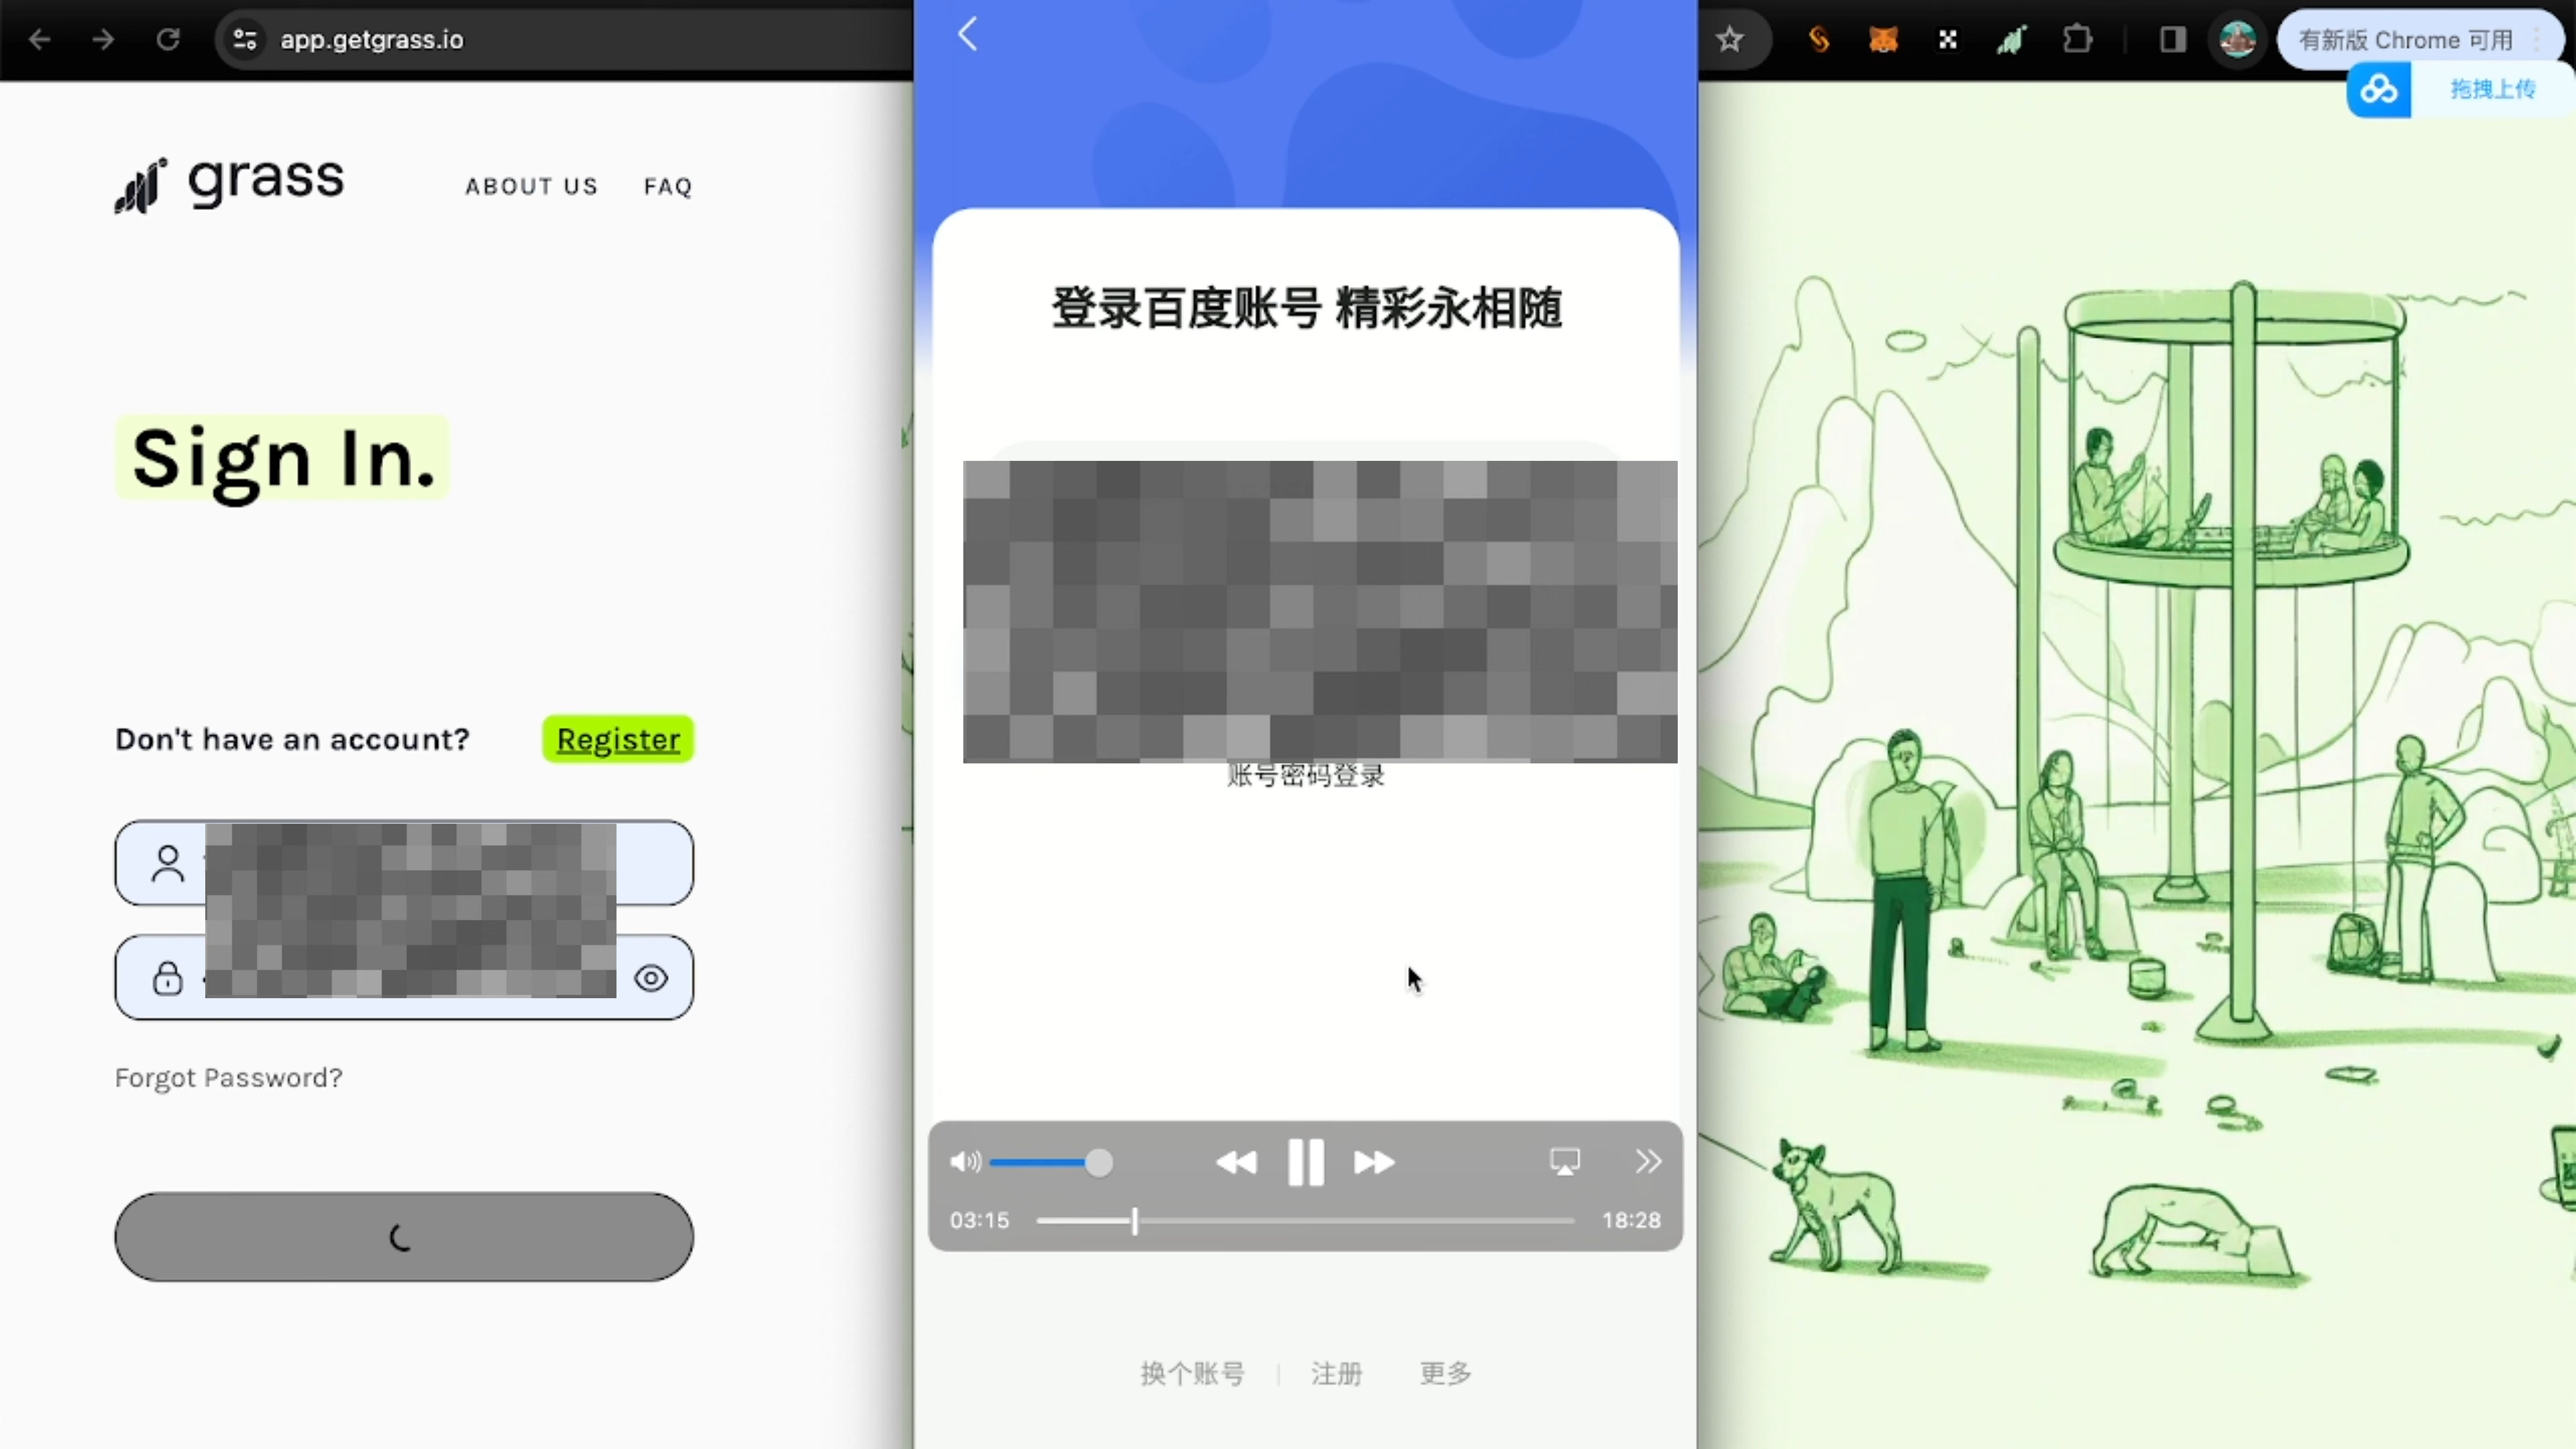 app.getgrass.io
有新版 Chrome 可用
拖拽上传
grass
ABOUT US
FAQ
Sign In.
Don't have an account?
Register
Forgot Password?
登录百度账号 精彩永相随
账号密码登录
03:15
18:28
换个账号
注册
更多